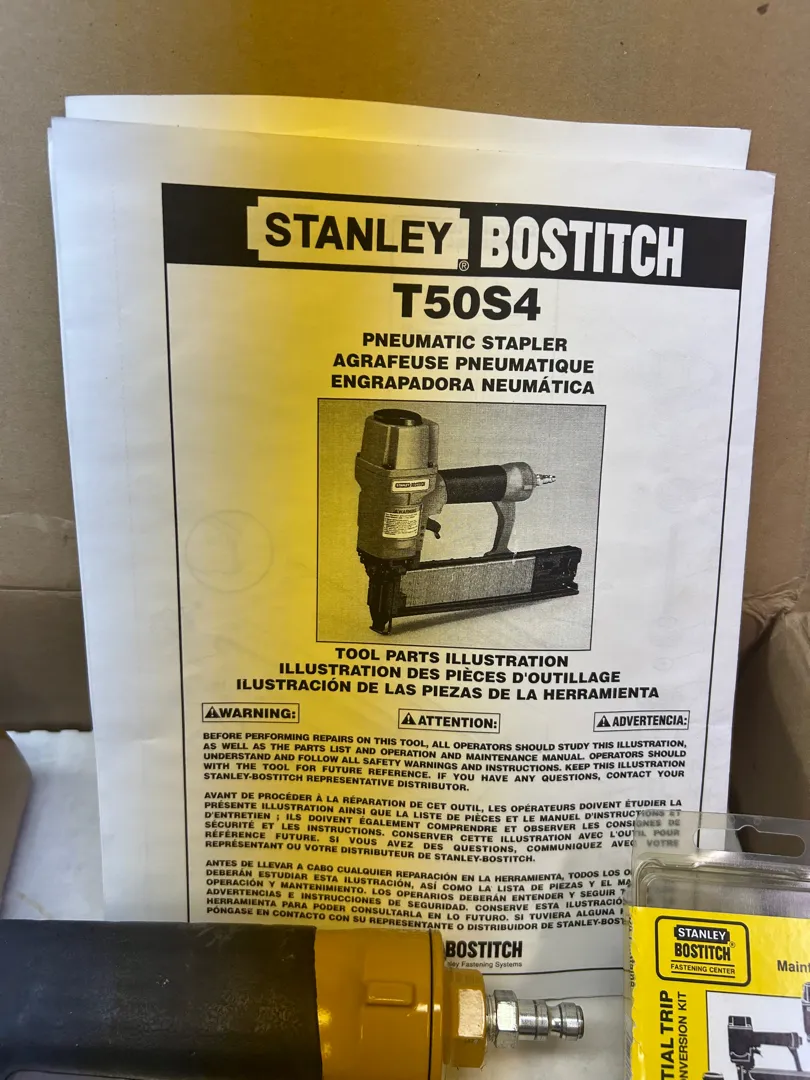 STANLEY® BOSTITCH
T50S4
PNEUMATIC STAPLER
AGRAFEUSE PNEUMATIQUE
ENGRAPADORA NEUMÁTICA
TOOL PARTS ILLUSTRATION
ILLUSTRATION DES PIÈCES D'OUTILLAGE
ILUSTRACIÓN DE LAS PIEZAS DE LA HERRAMIENTA
WARNING:
ATTENTION:
ADVERTENCIA:
BEFORE PERFORMING REPAIRS ON THIS TOOL, ALL OPERATORS SHOULD STUDY THIS ILLUSTRATION,
AS WELL AS THE PARTS LIST AND OPERATION AND MAINTENANCE MANUAL. OPERATORS SHOULD
UNDERSTAND AND FOLLOW ALL SAFETY WARNINGS AND INSTRUCTIONS. KEEP THIS ILLUSTRATION
WITH THE TOOL FOR FUTURE REFERENCE. IF YOU HAVE ANY QUESTIONS, CONTACT YOUR
STANLEY-BOSTITCH REPRESENTATIVE DISTRIBUTOR.
AVANT DE PROCÉDER À LA RÉPARATION DE CET OUTIL, LES OPÉRATEURS DOIVENT ÉTUDIER LA
PRÉSENTE ILLUSTRATION AINSI QUE LA LISTE DE PIÈCES ET LE MANUEL D'INSTRUCTIONS ET
D'ENTRETIEN ; ILS DOIVENT ÉGALEMENT COMPRENDRE ET OBSERVER LES CONSIGNES DE
SÉCURITÉ ET LES INSTRUCTIONS. CONSERVER CETTE ILLUSTRATION AVEC L'OUTIL POUR
RÉFÉRENCE FUTURE. SI VOUS AVEZ DES QUESTIONS, COMMUNIQUEZ AVEC VOTRE
REPRÉSENTANT OU VOTRE DISTRIBUTEUR DE STANLEY-BOSTITCH.
ANTES DE LLEVAR A CABO CUALQUIER REPARACIÓN EN LA HERRAMIENTA, TODOS LOS
DEBERÁN ESTUDIAR ESTA ILUSTRACIÓN, ASÍ COMO LA LISTA DE PIEZAS Y EL
OPERACIÓN Y MANTENIMIENTO. LOS OPERARIOS DEBERÁN ENTENDER Y SEGUIR
ADVERTENCIAS E INSTRUCCIONES DE SEGURIDAD. CONSERVE ESTA
HERRAMIENTA PARA PODER CONSULTARLA EN LO FUTURO. SI TUVIERA ALGUNA
PÓNGASE EN CONTACTO CON SU REPRESENTANTE O DISTRIBUIDOR DE
BOSTITCH
Fastening Systems
STANLEY
BOSTITCH®
FASTENING CENTER
TRIP
KIT